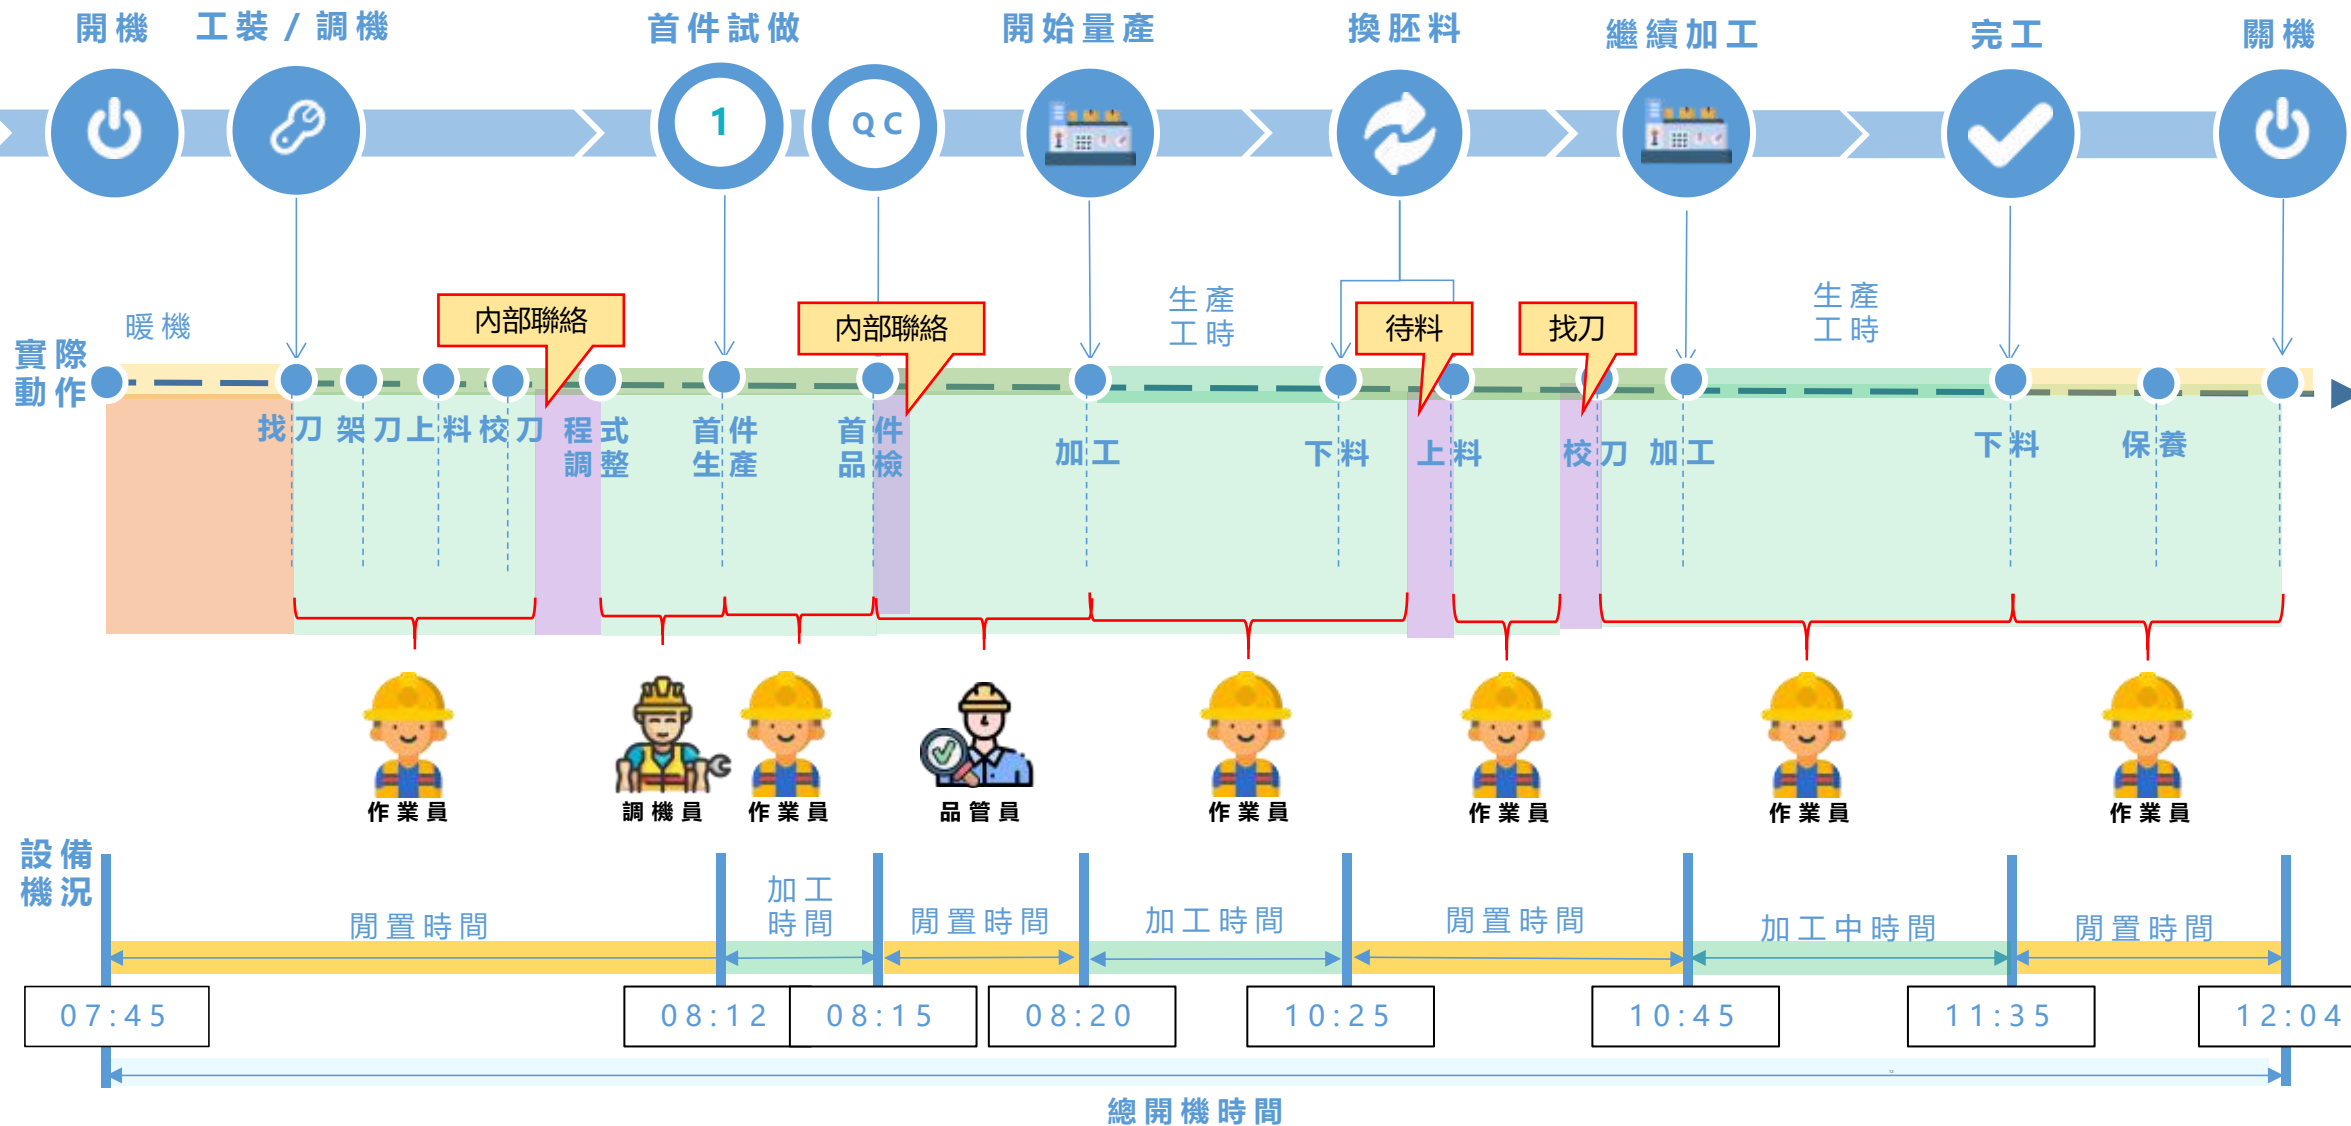 開機
工裝 / 調機
首件試做
開始量產
換胚料
繼續加工
完工
關機
1
QC
生產
工時
生產
工時
暖機
內部聯絡
內部聯絡
待料
找刀
實際
動作
找刀
架刀
上料
校刀
程式
調整
首件
生產
首件
品檢
加工
下料
上料
校刀
加工
下料
保養
作業員
調機員
作業員
品管員
作業員
作業員
作業員
作業員
設備
機況
閒置時間
加工
時間
閒置時間
加工時間
閒置時間
加工中時間
閒置時間
07:45
08:12
08:15
08:20
10:25
10:45
11:35
12:04
總開機時間